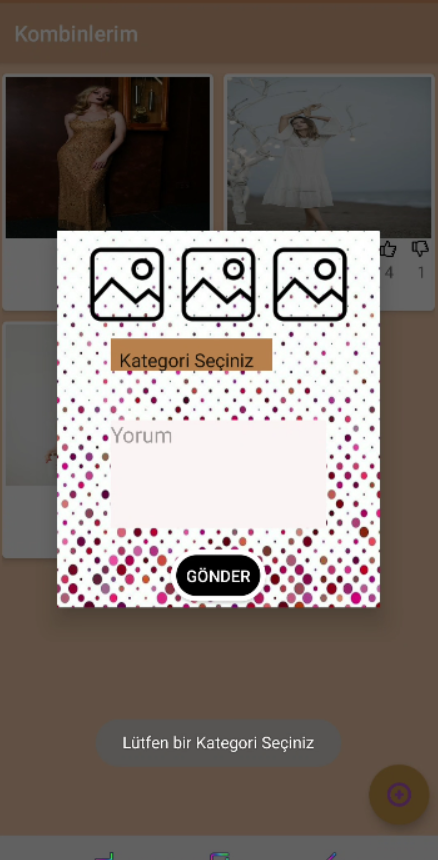 Kombinlerim
4 1
Kategori Seçiniz
Yorum
GÖNDER
Lütfen bir Kategori Seçiniz